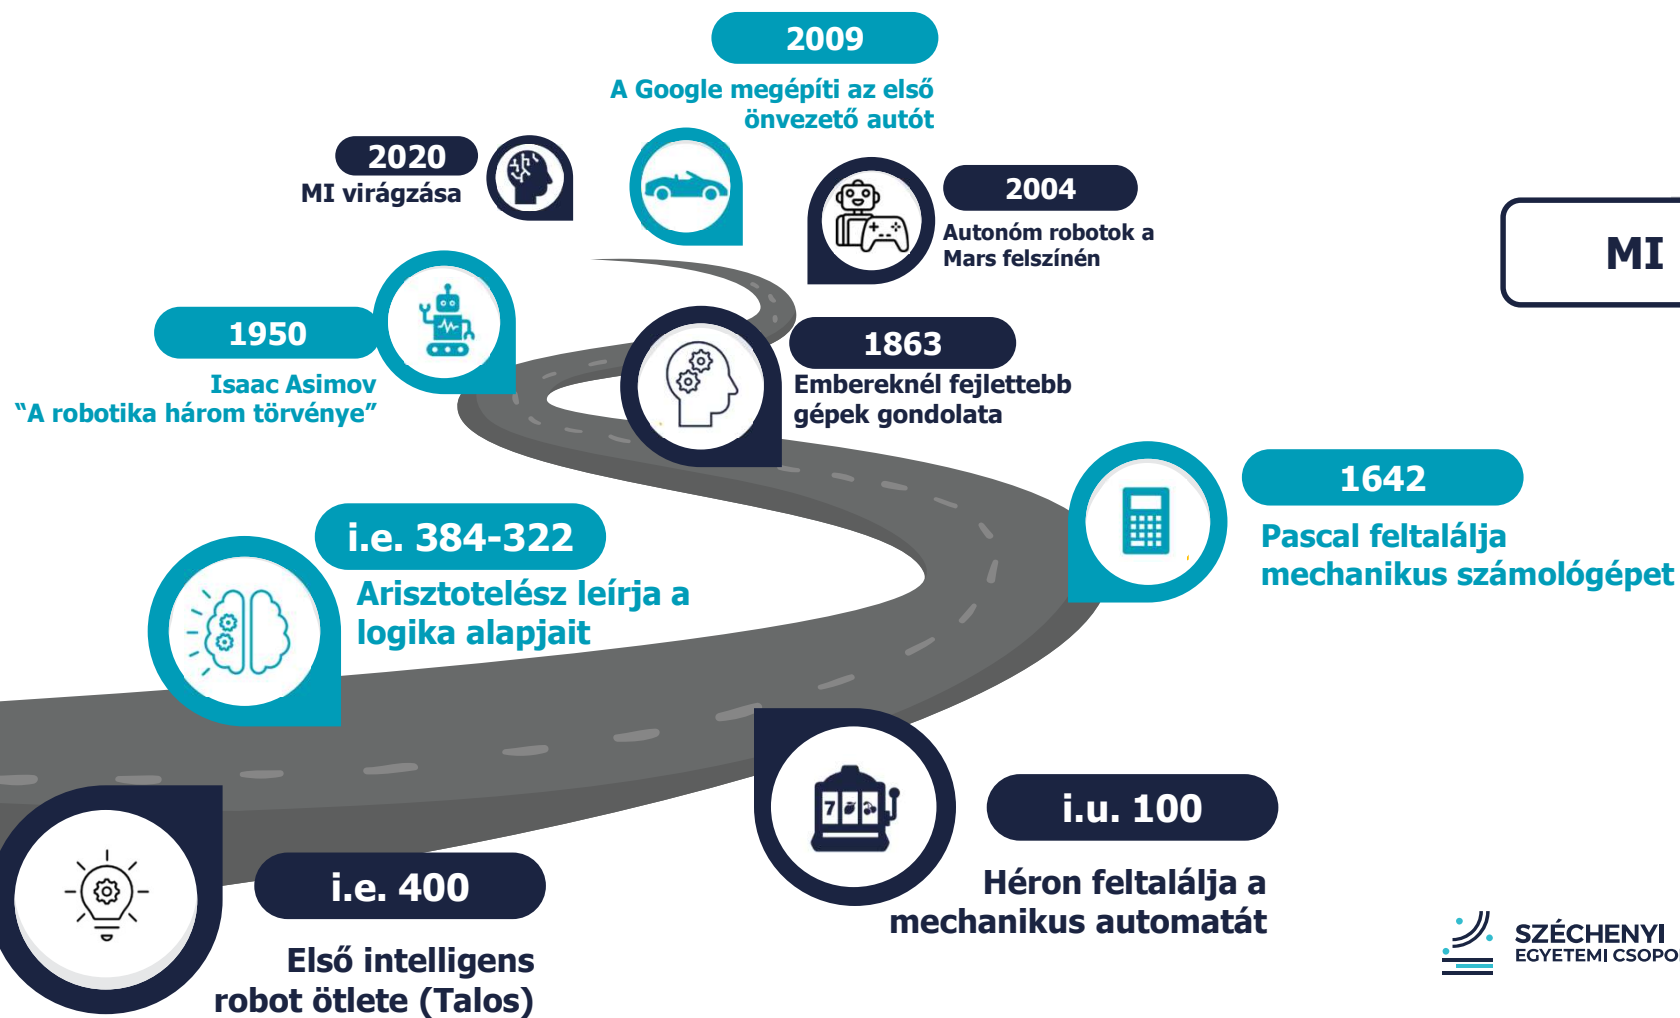 2009
A Google megépíti az első
önvezető autót
2020
MI virágzása
2004
Autonóm robotok a
Mars felszínén
MI
1950
Isaac Asimov
“A robotika három törvénye”
1863
Embereknél fejlettebb
gépek gondolata
1642
Pascal feltalálja
mechanikus számológépet
i.e. 384-322
Arisztotelész leírja a
logika alapjait
i.u. 100
Héron feltalálja a
mechanikus automatát
i.e. 400
Első intelligens
robot ötlete (Talos)
7
SZÉCHENYI
EGYETEMI